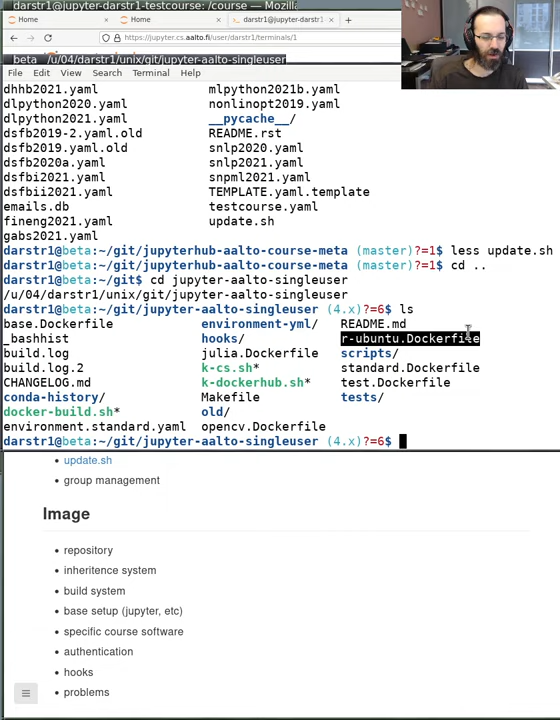 darstr1@jupyter-darstr1-testcourse: /course — Mozilla
Home × Home × darstr1@jupyter-darstr1-testcours ×
https://jupyter.cs.aalto.fi/user/darstr1/terminals/1
beta /u/04/darstr1/unix/git/jupyter-aalto-singleuser
File Edit View Search Terminal Help
dhhb2021.yaml mlpython2021b.yaml
dlpython2020.yaml nonlinopt2019.yaml
dlpython2021.yaml __pycache__/
dsfb2019-2.yaml.old README.rst
dsfb2019.yaml.old snlp2020.yaml
dsfb2020a.yaml snlp2021.yaml
dsfbi2021.yaml snpml2021.yaml
dsfbii2021.yaml TEMPLATE.yaml.template
emails.db testcourse.yaml
fineng2021.yaml update.sh
gabs2021.yaml
darstr1@beta:~/git/jupyterhub-aalto-course-meta (master)?=1$ less update.sh
darstr1@beta:~/git/jupyterhub-aalto-course-meta (master)?=1$ cd ..
darstr1@beta:~/git$ cd jupyter-aalto-singleuser
/u/04/darstr1/unix/git/jupyter-aalto-singleuser
darstr1@beta:~/git/jupyter-aalto-singleuser (4.x)?=6$ ls
base.Dockerfile environment-yml/ README.md
_bashhist hooks/ r-ubuntu.Dockerfile
build.log julia.Dockerfile scripts/
build.log.2 k-cs.sh* standard.Dockerfile
CHANGELOG.md k-dockerhub.sh* test.Dockerfile
conda-history/ Makefile tests/
docker-build.sh* old/
environment.standard.yaml opencv.Dockerfile
darstr1@beta:~/git/jupyter-aalto-singleuser (4.x)?=6$
• update.sh
• group management
Image
• repository
• inheritence system
• build system
• base setup (jupyter, etc)
• specific course software
• authentication
• hooks
• problems